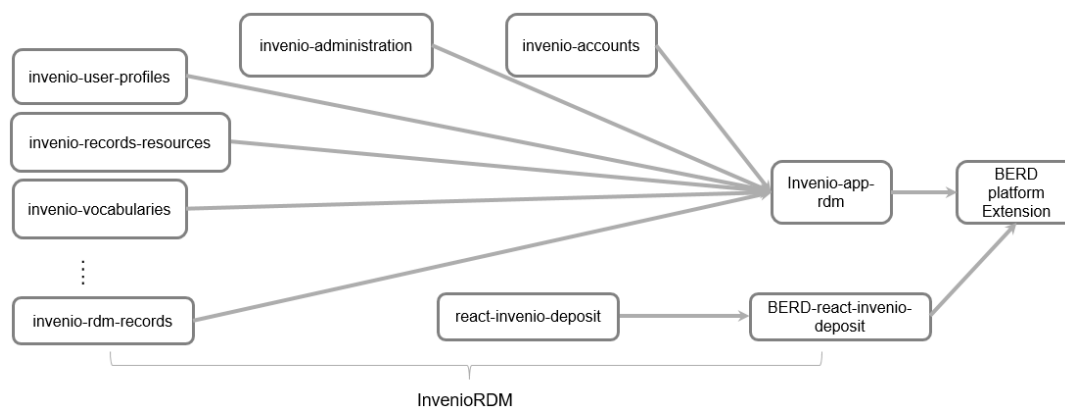 invenio-administration
invenio-accounts
invenio-user-profiles
invenio-records-resources
invenio-vocabularies
Invenio-app-
rdm
BERD
platform
Extension
invenio-rdm-records
react-invenio-deposit
BERD-react-invenio-
deposit
InvenioRDM